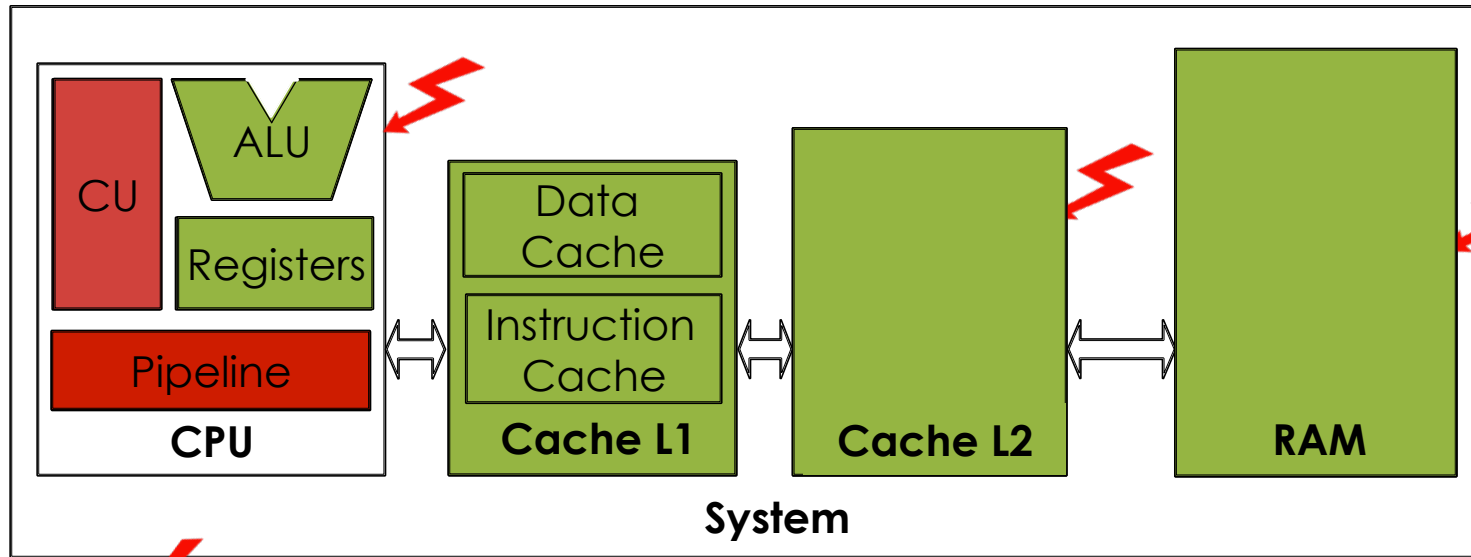 CU
ALU
Registers
Pipeline
CPU
Data
Cache
Instruction
Cache
Cache L1
Cache L2
RAM
System